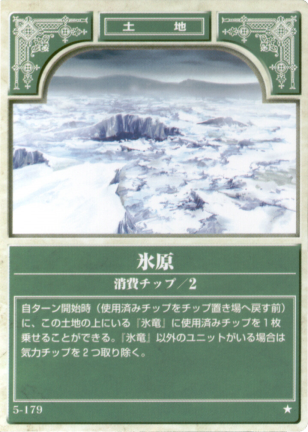 土地
氷原
消費チップ／2
自ターン開始時（使用済みチップをチップ置き場へ戻す前）
に、この土地の上にいる『氷竜』に使用済みチップを１枚
乗せることができる。『氷竜』以外のユニットがいる場合は
気力チップを２つ取り除く。
5-179
★